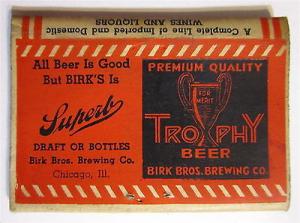 A Complete Line of Imported and Domestic
WINES AND LIQUORS
All Beer Is Good
But BIRK'S Is
Superb
DRAFT OR BOTTLES
Birk Bros. Brewing Co.
Chicago, Ill.
PREMIUM QUALITY
FOR
MERIT
TROPHY
BEER
BIRK BROS. BREWING CO.